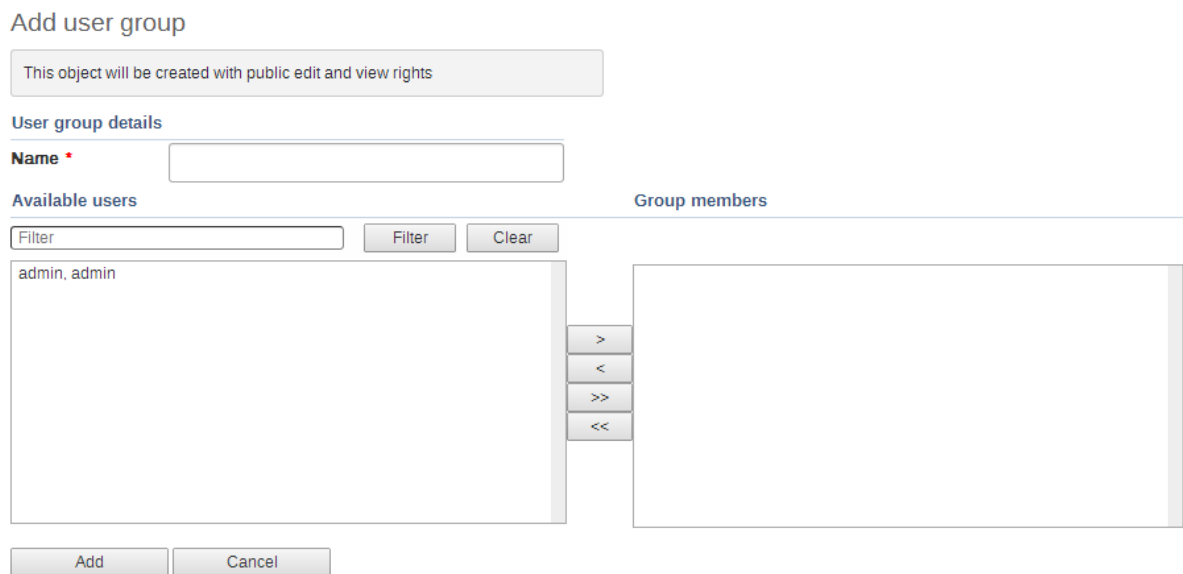 Add user group
This object will be created with public edit and view rights
User group details
Name *
Available users Group members
Filter Filter Clear
admin, admin
>
<
>>
<<
Add Cancel